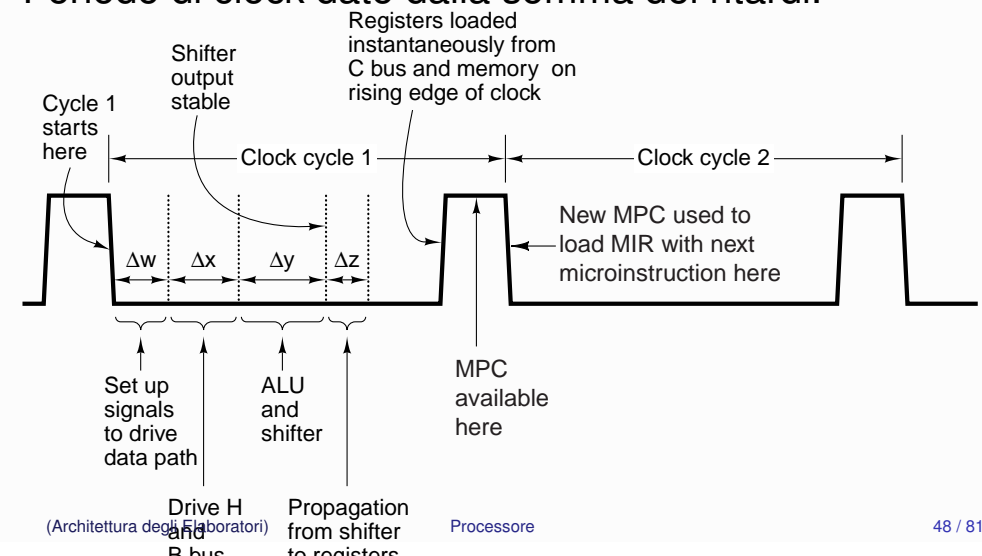 Periodo di clock dato dalla somma dei ritardi.
Registers loaded
instantaneously from
C bus and memory on
rising edge of clock
Shifter
output
stable
Cycle 1
starts
here
Clock cycle 1
Clock cycle 2
New MPC used to
load MIR with next
microinstruction here
Δw
Δx
Δy
Δz
MPC
available
here
Set up
signals
to drive
data path
ALU
and
shifter
Drive H
and
B bus
Propagation
from shifter
to registers
(Architettura degli Elaboratori)
Processore
48 / 81